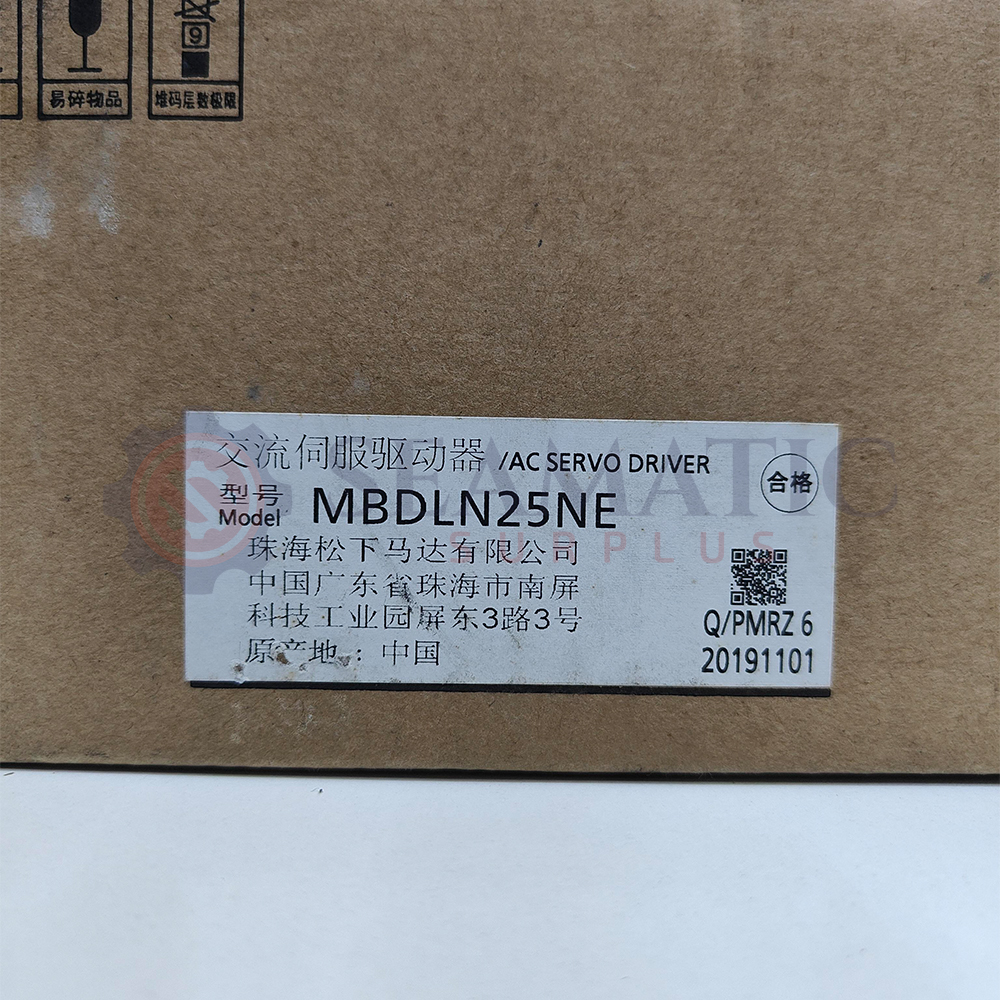 9
易碎物品
堆码层数极限
交流伺服驱动器 /AC SERVO DRIVER
合格
型号
Model MBDLN25NE
珠海松下马达有限公司
中国广东省珠海市南屏
科技工业园屏东3路3号
原产地：中国
Q/PMRZ 6
20191101
SEAMATIC
SUPPLUS